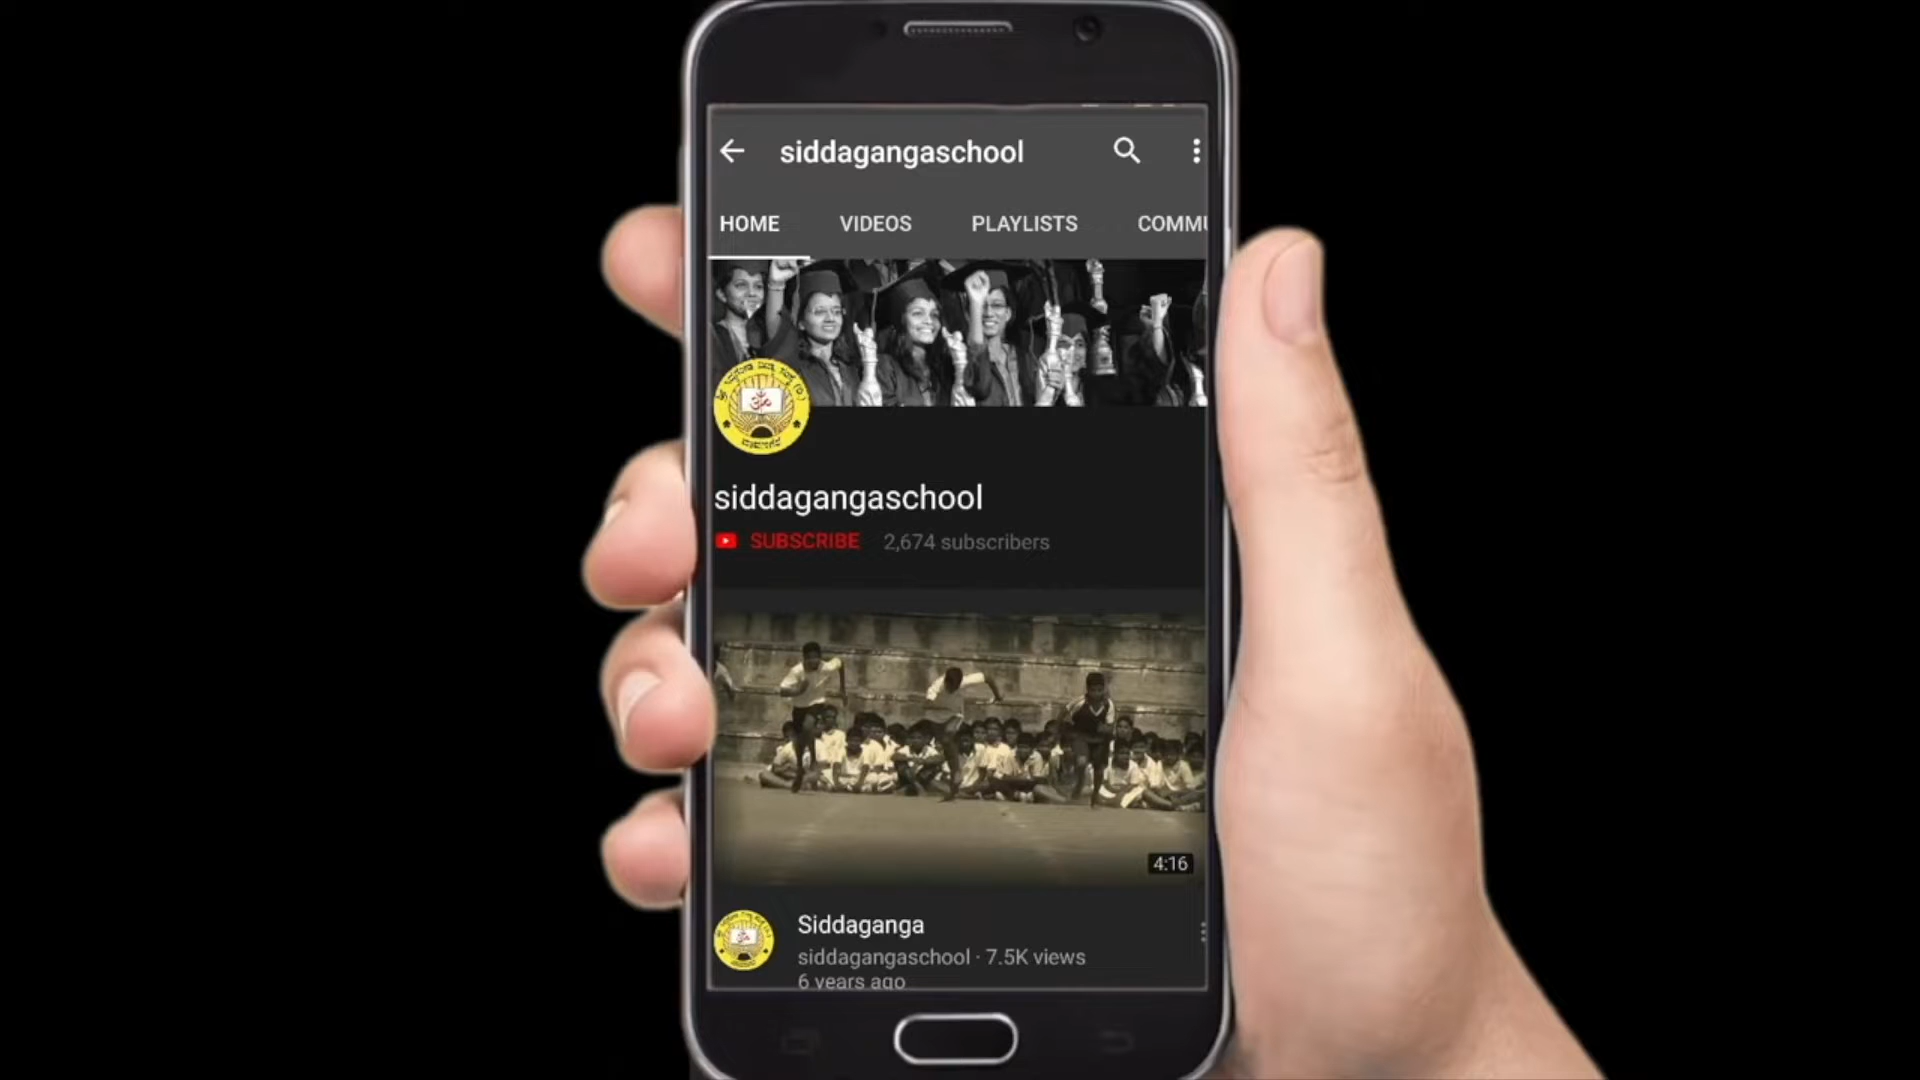 siddagangaschool
HOME VIDEOS PLAYLISTS COMMU
siddagangaschool
SUBSCRIBE 2,674 subscribers
4:16
Siddaganga
siddagangaschool · 7.5K views
6 years ago